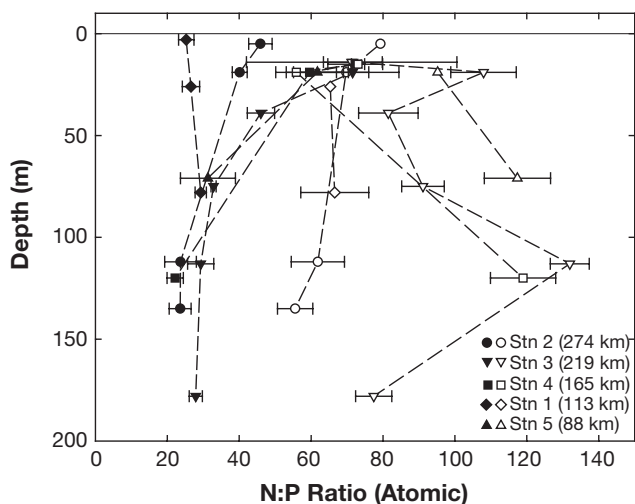 0
50
100
150
200
Depth (m)
Stn 2 (274 km)
Stn 3 (219 km)
Stn 4 (165 km)
Stn 1 (113 km)
Stn 5 (88 km)
0 20 40 60 80 100 120 140
N:P Ratio (Atomic)